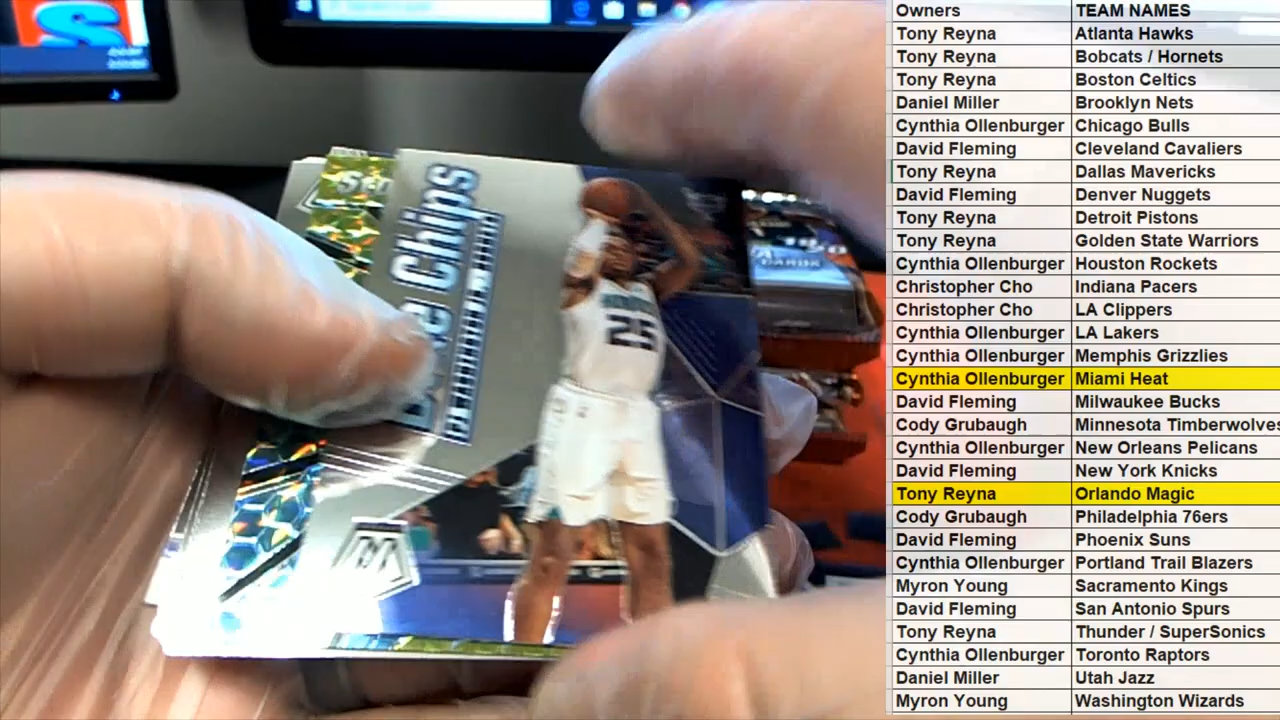 Owners TEAM NAMES
Tony Reyna Atlanta Hawks
Tony Reyna Bobcats / Hornets
Tony Reyna Boston Celtics
Daniel Miller Brooklyn Nets
Cynthia Ollenburger Chicago Bulls
David Fleming Cleveland Cavaliers
Tony Reyna Dallas Mavericks
David Fleming Denver Nuggets
Tony Reyna Detroit Pistons
Tony Reyna Golden State Warriors
Cynthia Ollenburger Houston Rockets
Christopher Cho Indiana Pacers
Christopher Cho LA Clippers
Cynthia Ollenburger LA Lakers
Cynthia Ollenburger Memphis Grizzlies
Cynthia Ollenburger Miami Heat
David Fleming Milwaukee Bucks
Cody Grubaugh Minnesota Timberwolves
Cynthia Ollenburger New Orleans Pelicans
David Fleming New York Knicks
Tony Reyna Orlando Magic
Cody Grubaugh Philadelphia 76ers
David Fleming Phoenix Suns
Cynthia Ollenburger Portland Trail Blazers
Myron Young Sacramento Kings
David Fleming San Antonio Spurs
Tony Reyna Thunder / SuperSonics
Cynthia Ollenburger Toronto Raptors
Daniel Miller Utah Jazz
Myron Young Washington Wizards
Chips
25